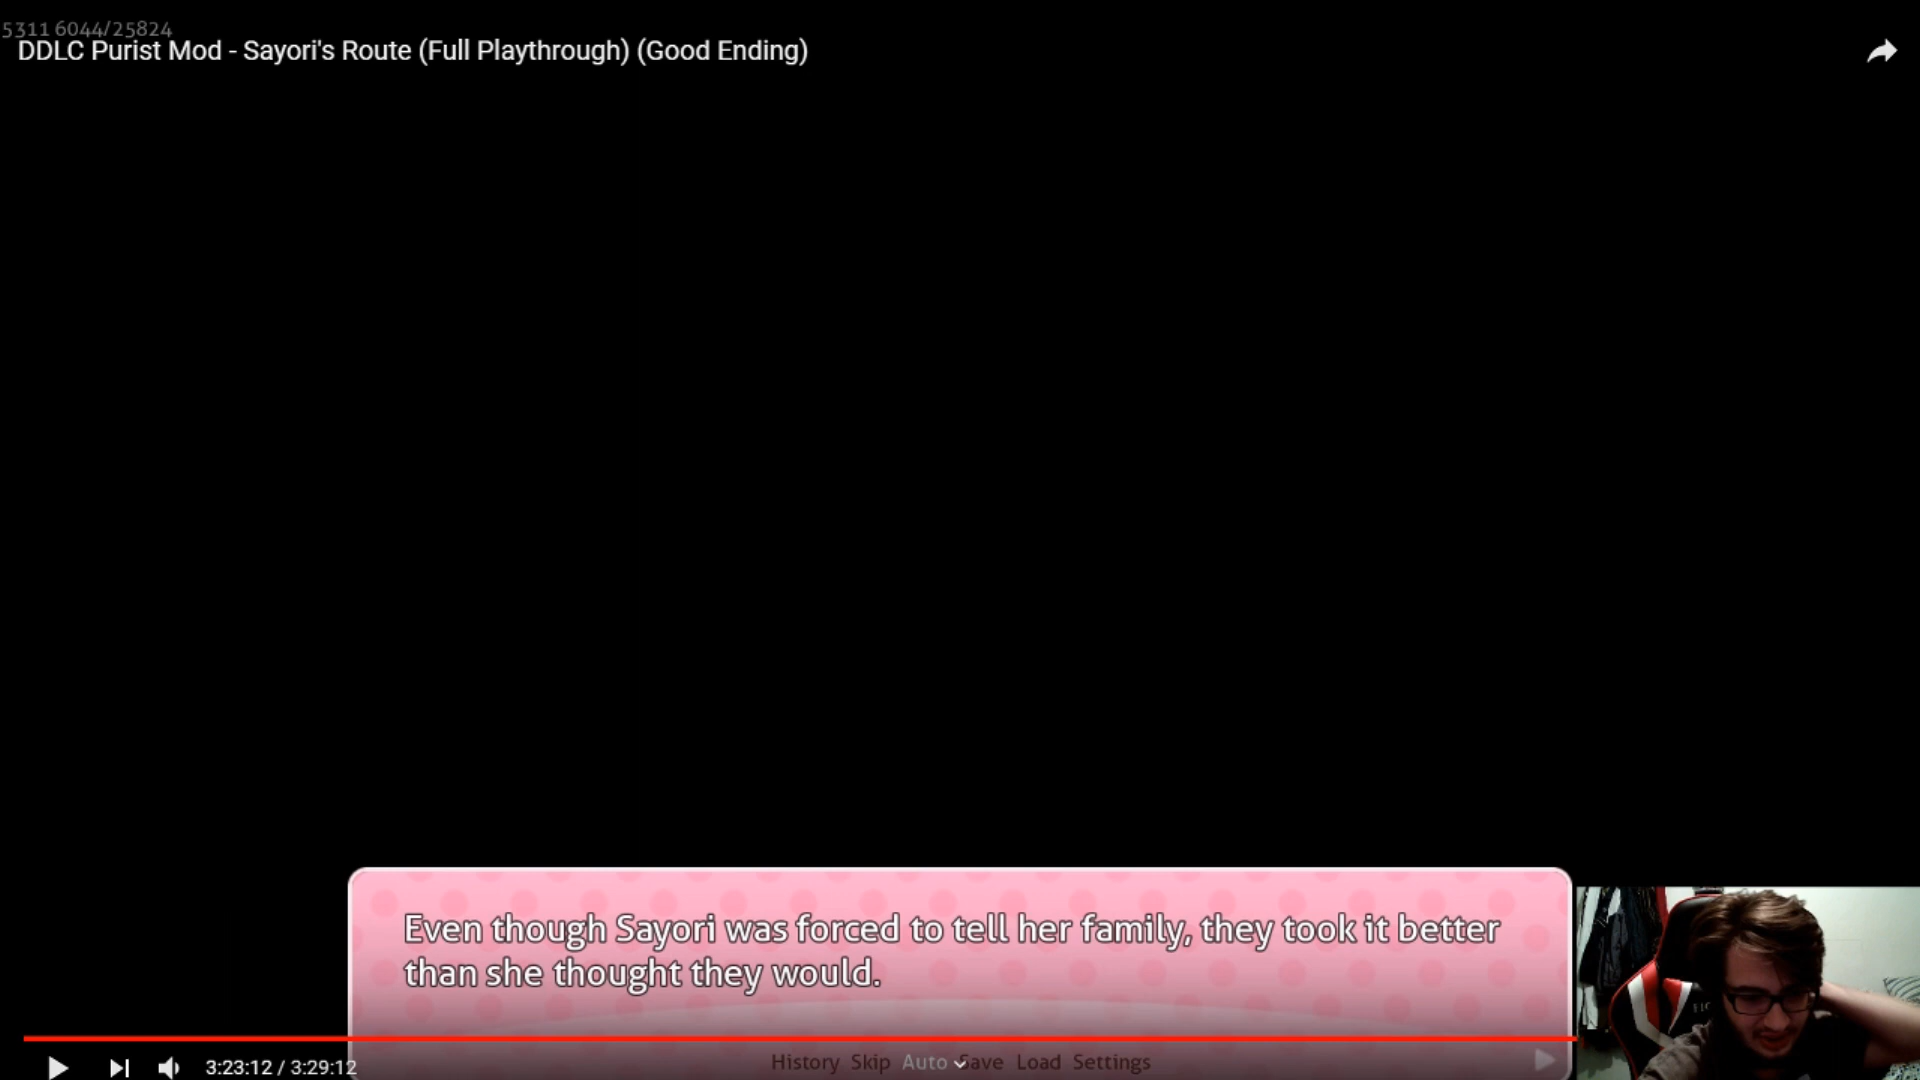 5311 6044/25824
DDLC Purist Mod - Sayori's Route (Full Playthrough) (Good Ending)
Even though Sayori was forced to tell her family, they took it better
than she thought they would.
History Skip Auto Save Load Settings
3:23:12 / 3:29:12